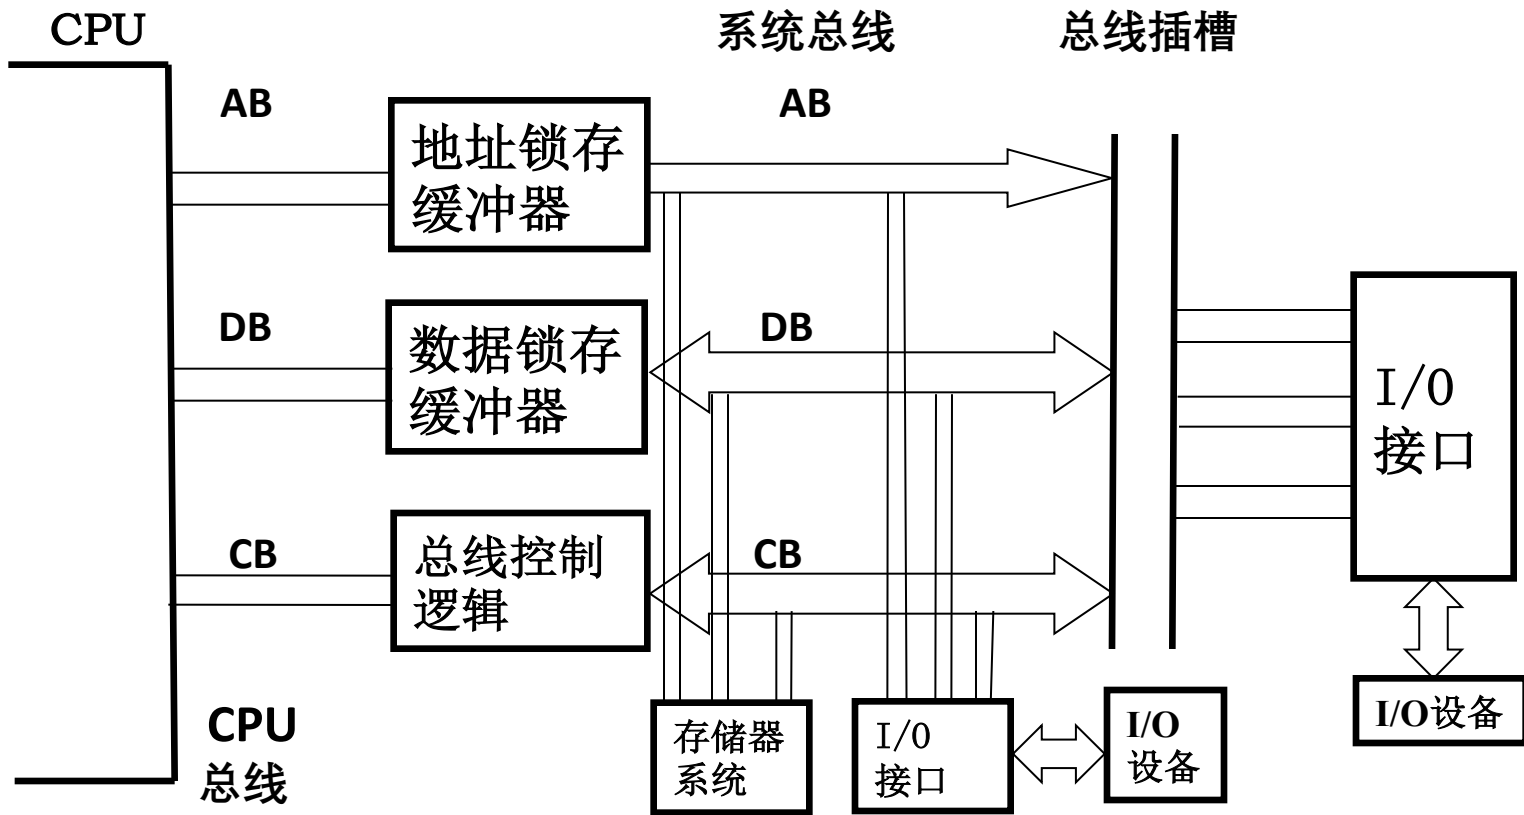 CPU
系统总线
总线插槽
AB
AB
地址锁存
缓冲器
DB
DB
数据锁存
缓冲器
I/O
接口
CB
CB
总线控制
逻辑
CPU
总线
存储器
系统
I/O
接口
I/O
设备
I/O设备